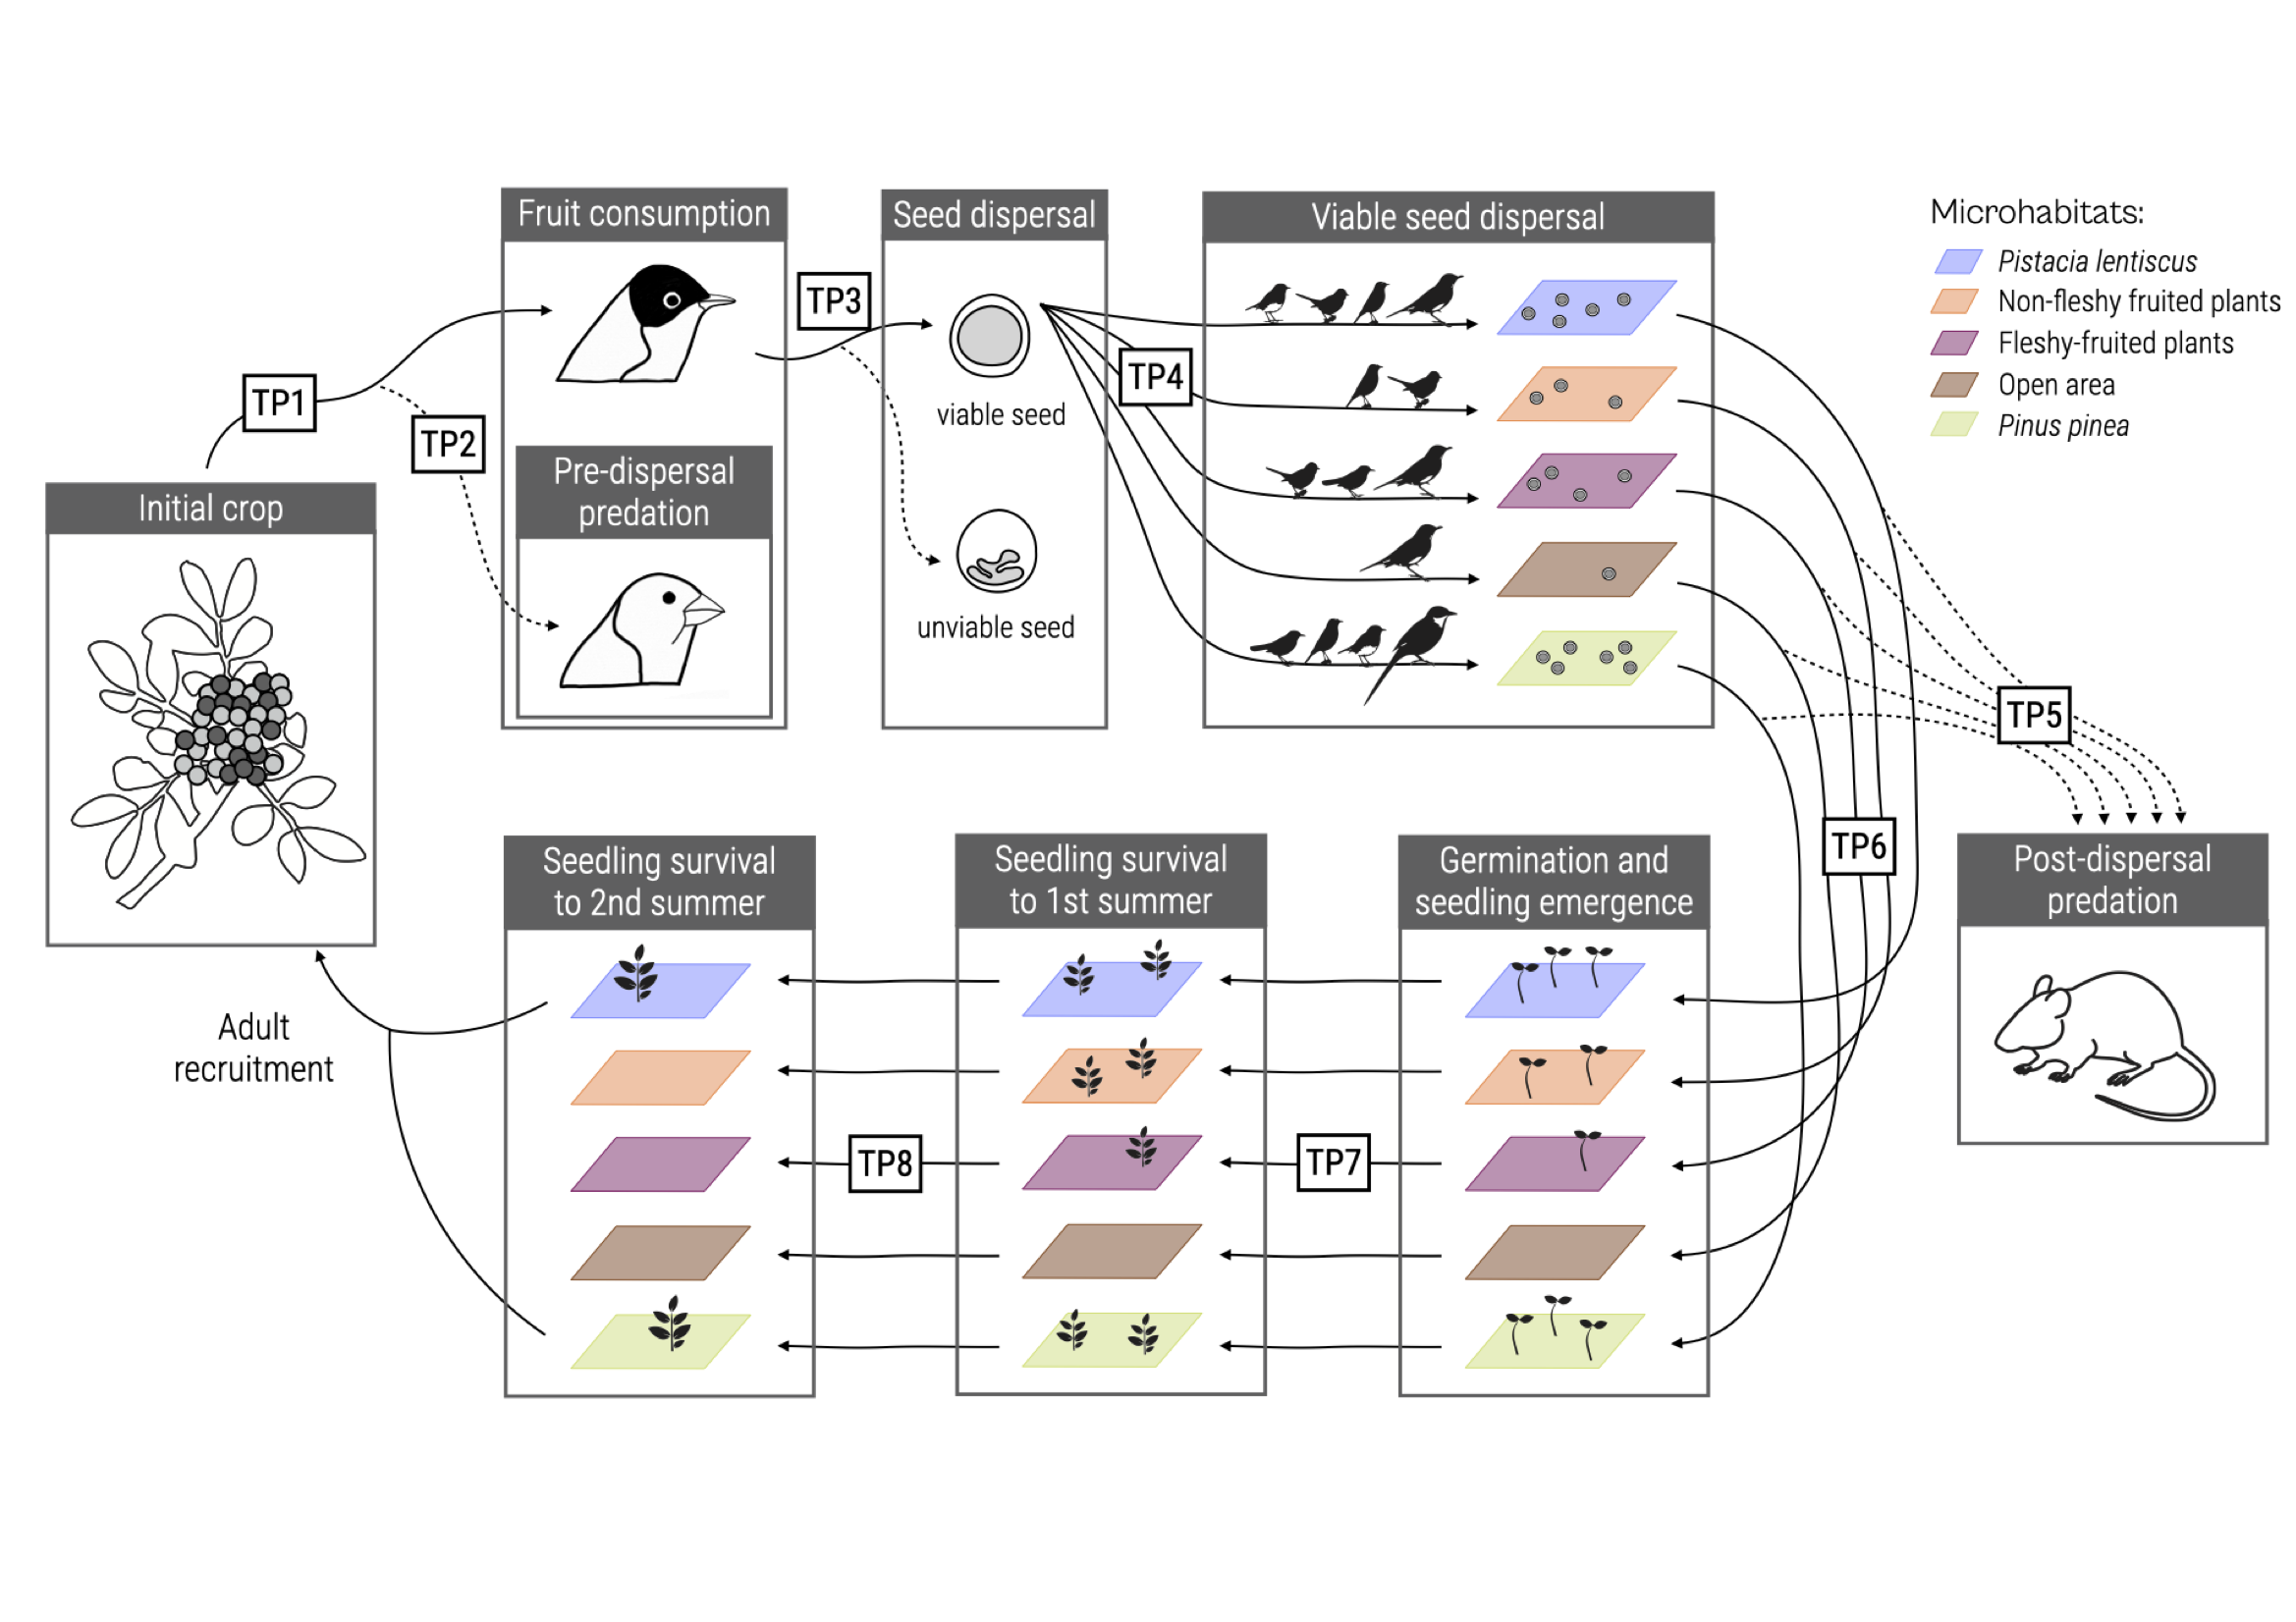 Fruit consumption
Seed dispersal
Viable seed dispersal
Microhabitats:
Pistacia lentiscus
Non-fleshy fruited plants
Fleshy-fruited plants
Open area
Pinus pinea
TP1
TP2
TP3
TP4
viable seed
Pre-dispersal
predation
unviable seed
Initial crop
TP5
TP6
Seedling survival
to 2nd summer
Seedling survival
to 1st summer
Germination and
seedling emergence
Post-dispersal
predation
Adult
recruitment
TP8
TP7